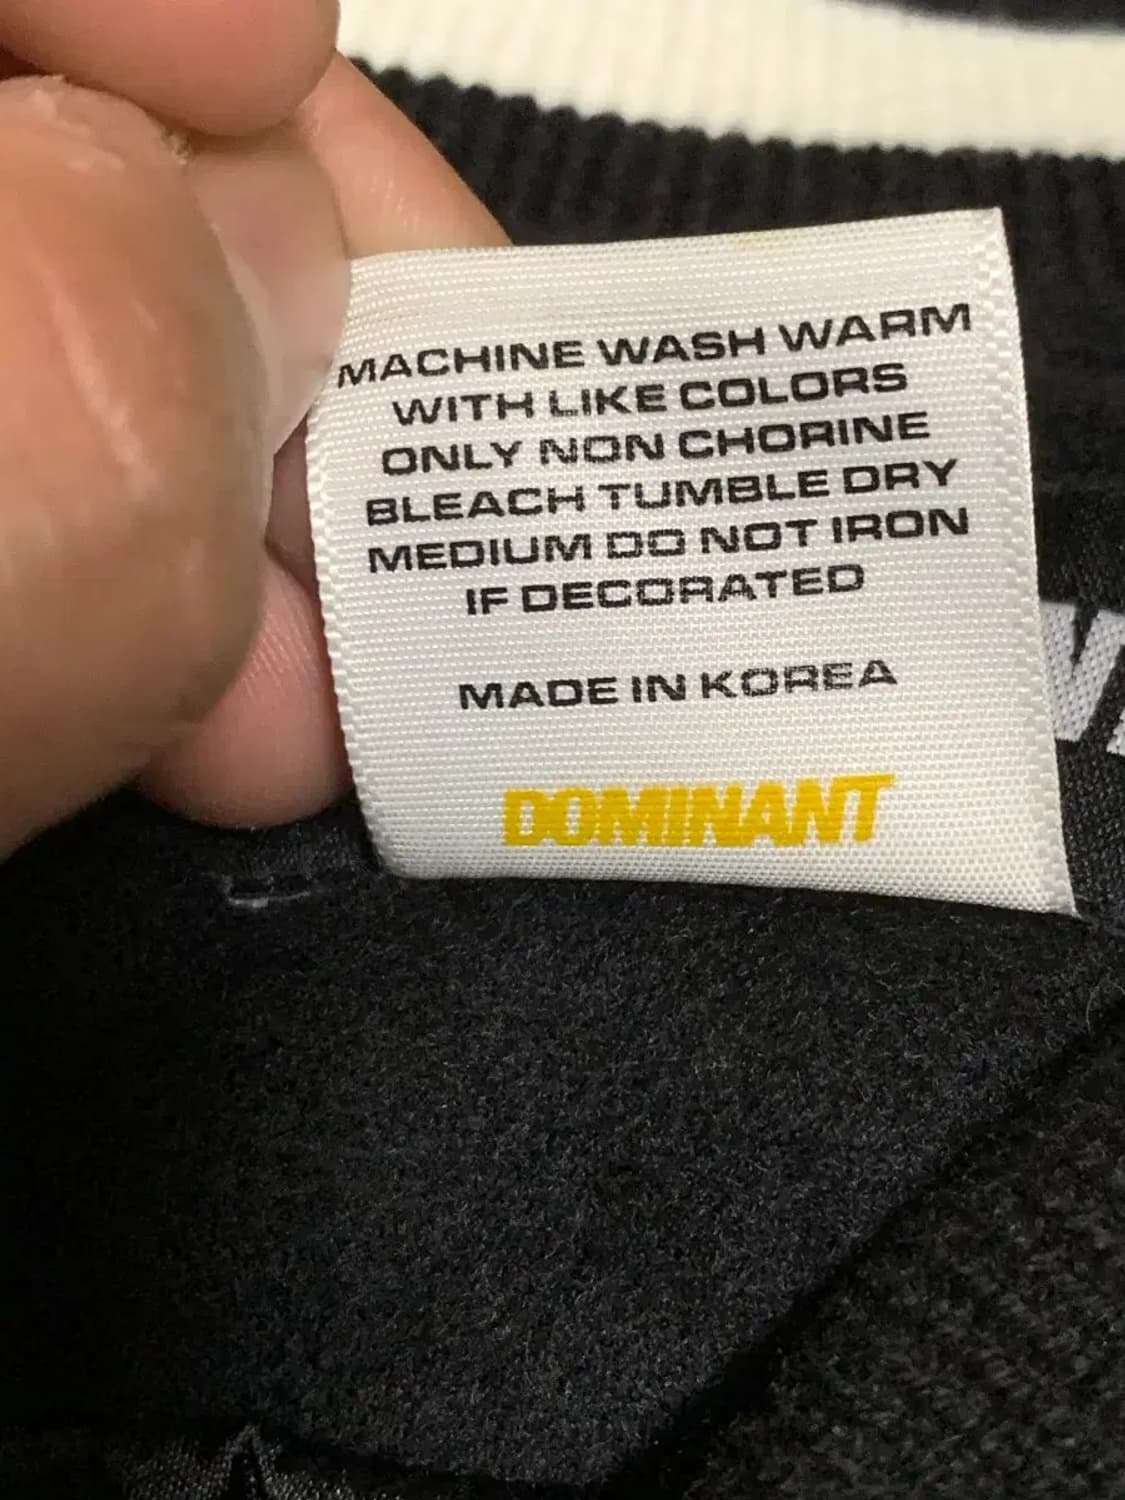 MACHINE WASH WARM
WITH LIKE COLORS
ONLY NON CHORINE
BLEACH TUMBLE DRY
MEDIUM DO NOT IRON
IF DECORATED
MADE IN KOREA
DOMINANT